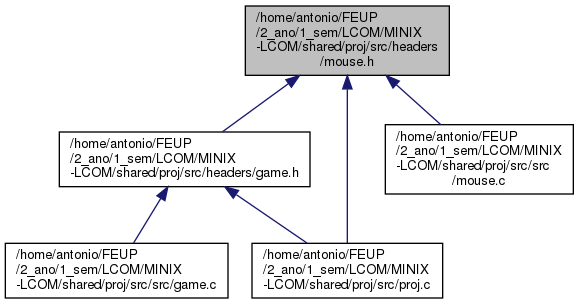 /home/antonio/FEUP
/2_ano/1_sem/LCOM/MINIX
-LCOM/shared/proj/src/headers
/mouse.h
/home/antonio/FEUP
/2_ano/1_sem/LCOM/MINIX
-LCOM/shared/proj/src/headers/game.h
/home/antonio/FEUP
/2_ano/1_sem/LCOM/MINIX
-LCOM/shared/proj/src/src
/mouse.c
/home/antonio/FEUP
/2_ano/1_sem/LCOM/MINIX
-LCOM/shared/proj/src/src/game.c
/home/antonio/FEUP
/2_ano/1_sem/LCOM/MINIX
-LCOM/shared/proj/src/proj.c